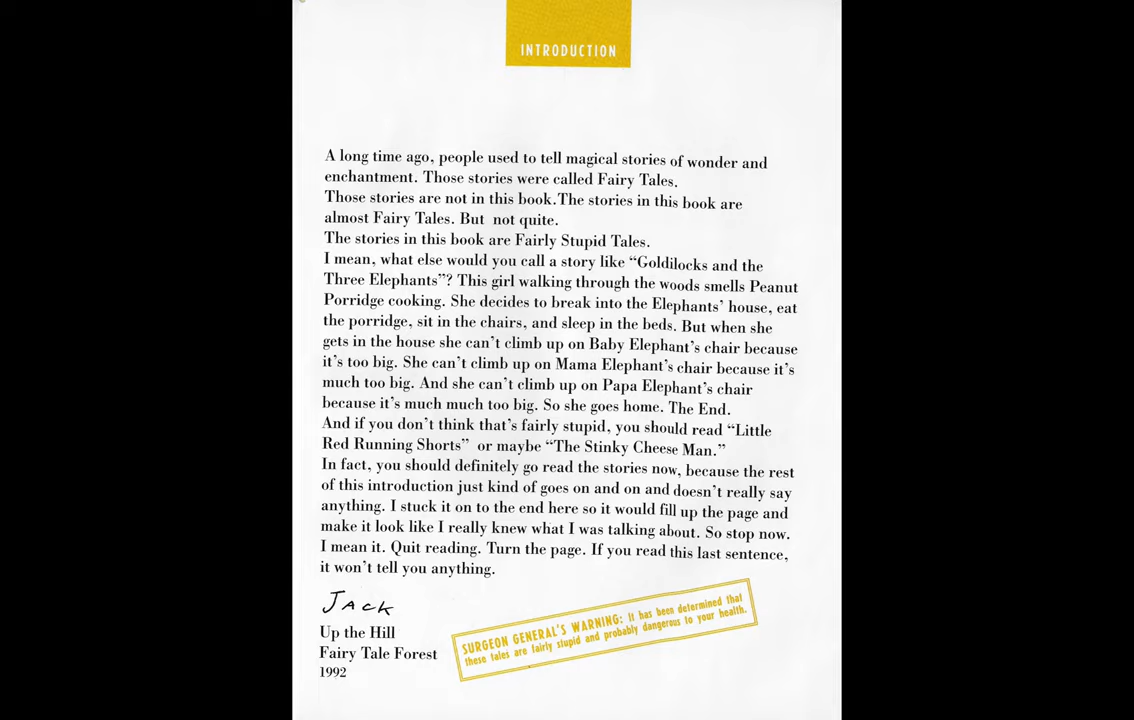 INTRODUCTION
A long time ago, people used to tell magical stories of wonder and
enchantment. Those stories were called Fairy Tales.
Those stories are not in this book.The stories in this book are
almost Fairy Tales. But not quite.
The stories in this book are Fairly Stupid Tales.
I mean, what else would you call a story like “Goldilocks and the
Three Elephants”? This girl walking through the woods smells Peanut
Porridge cooking. She decides to break into the Elephants’ house, eat
the porridge, sit in the chairs, and sleep in the beds. But when she
gets in the house she can’t climb up on Baby Elephant’s chair because
it’s too big. She can’t climb up on Mama Elephant’s chair because it’s
much too big. And she can’t climb up on Papa Elephant’s chair
because it’s much much too big. So she goes home. The End.
And if you don’t think that’s fairly stupid, you should read “Little
Red Running Shorts” or maybe “The Stinky Cheese Man.”
In fact, you should definitely go read the stories now, because the rest
of this introduction just kind of goes on and on and doesn’t really say
anything. I stuck it on to the end here so it would fill up the page and
make it look like I really knew what I was talking about. So stop now.
I mean it. Quit reading. Turn the page. If you read this last sentence,
it won’t tell you anything.
Jack
Up the Hill
Fairy Tale Forest
1992
SURGEON GENERAL’S WARNING: It has been determined that
these tales are fairly stupid and probably dangerous to your health.